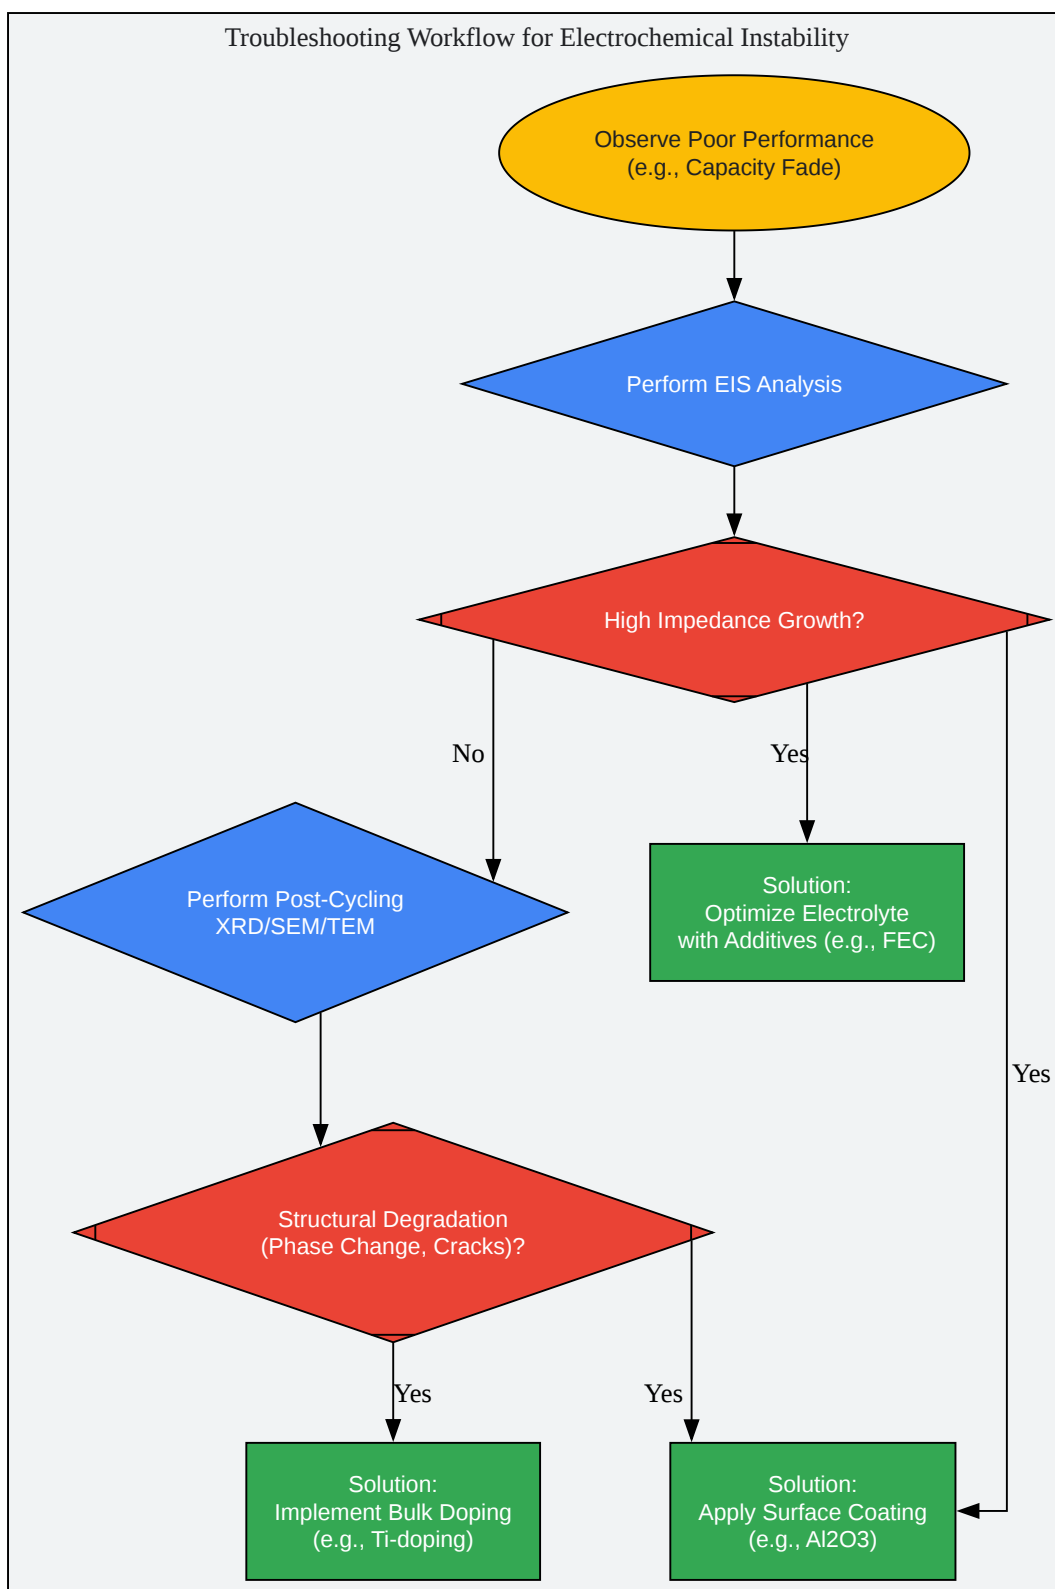 Troubleshooting Workflow for Electrochemical Instability
Observe Poor Performance
(e.g., Capacity Fade)
Perform EIS Analysis
High Impedance Growth?
No
Yes
Perform Post-Cycling
XRD/SEM/TEM
Solution:
Optimize Electrolyte
with Additives (e.g., FEC)
Yes
Structural Degradation
(Phase Change, Cracks)?
Yes
Yes
Solution:
Implement Bulk Doping
(e.g., Ti-doping)
Solution:
Apply Surface Coating
(e.g., Al2O3)